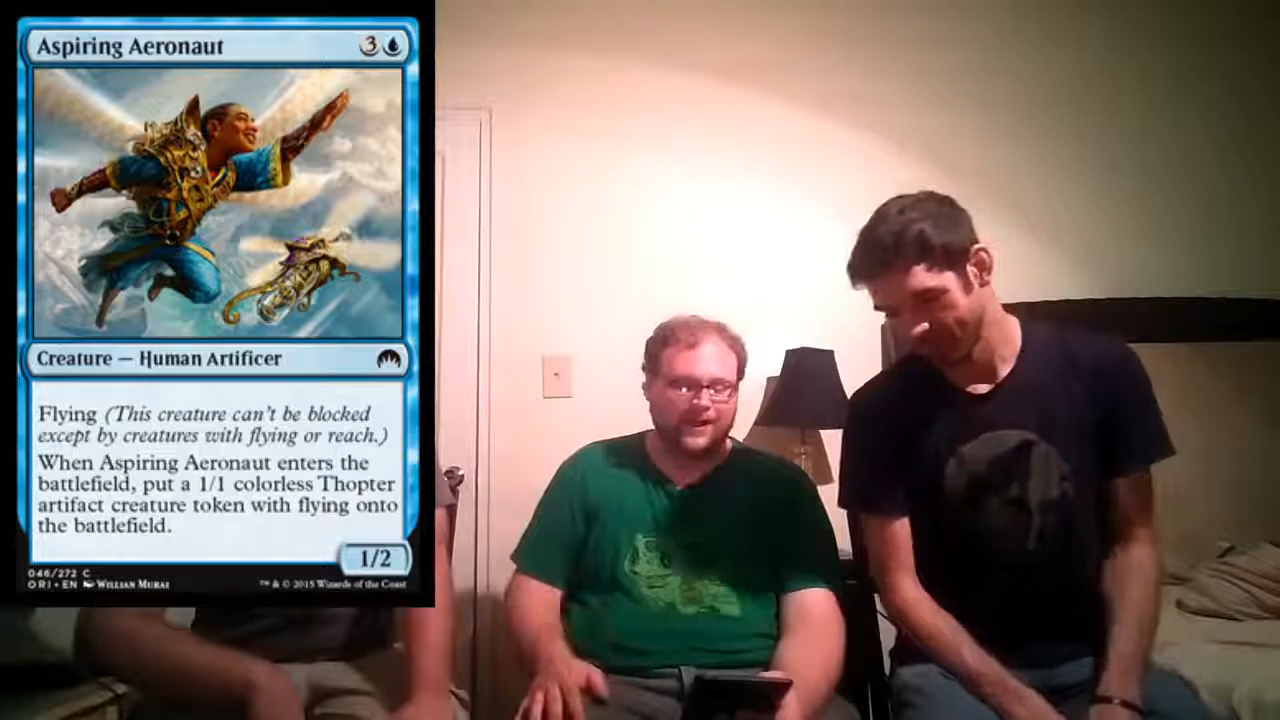 Aspiring Aeronaut 3
Creature — Human Artificer
Flying (This creature can't be blocked
except by creatures with flying or reach.)
When Aspiring Aeronaut enters the
battlefield, put a 1/1 colorless Thopter
artifact creature token with flying onto
the battlefield.
1/2
046/272 C
ORI • EN Willian Murai
™ & © 2015 Wizards of the Coast